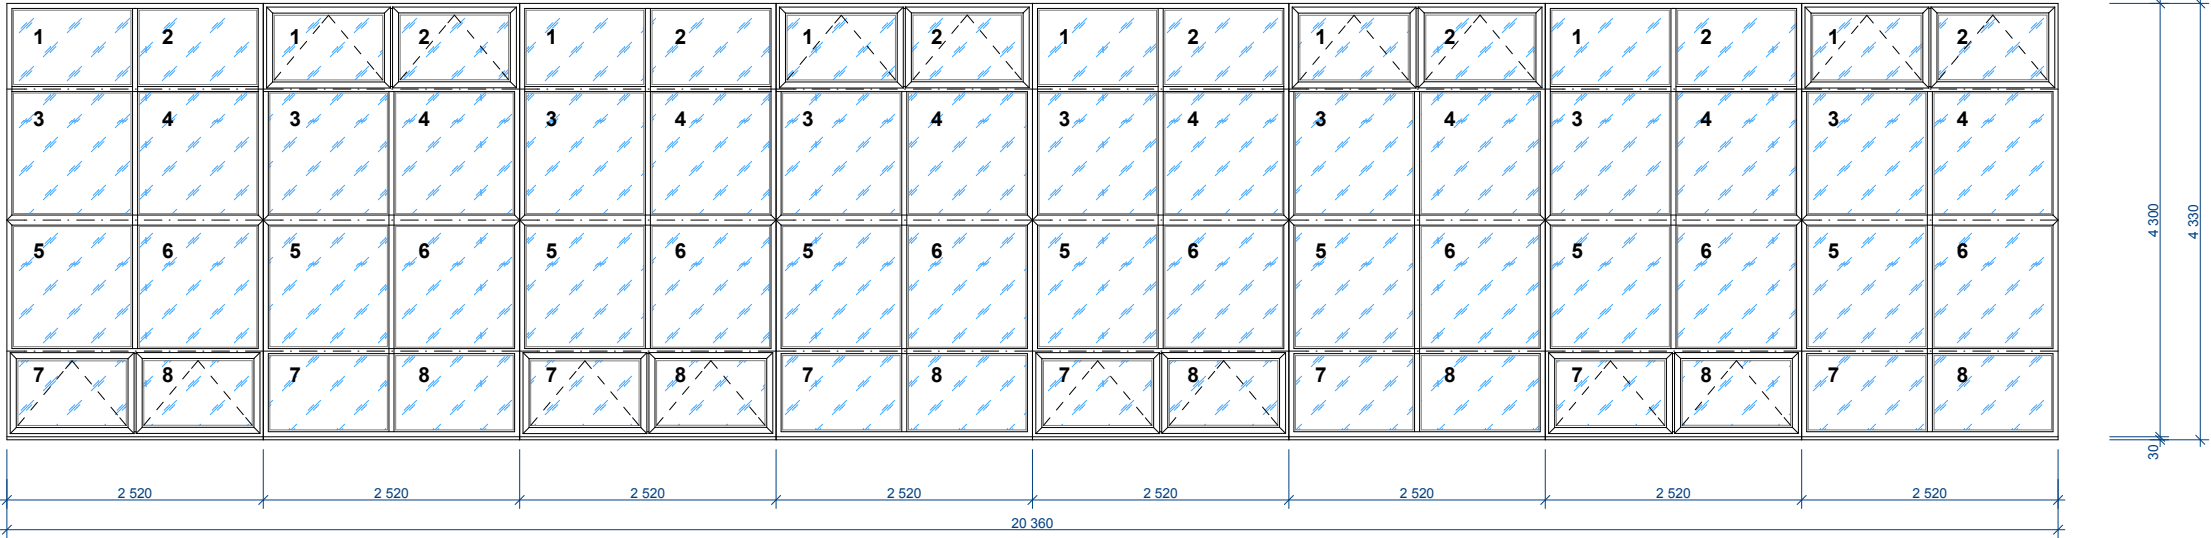 1 2 1 2 1 2 1 2 1 2 1 2 1 2 1 2
3 4 3 4 3 4 3 4 3 4 3 4 3 4 3 4
5 6 5 6 5 6 5 6 5 6 5 6 5 6 5 6
7 8 7 8 7 8 7 8 7 8 7 8 7 8 7 8
2 520 2 520 2 520 2 520 2 520 2 520 2 520 2 520
20 360
4 300
4 330
30